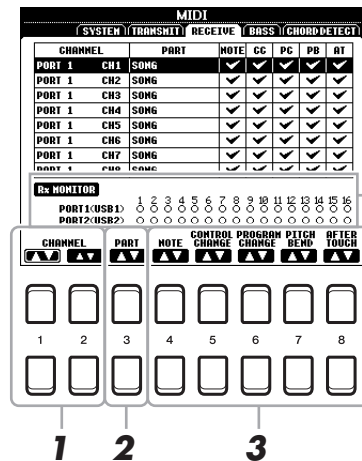 MIDI
SYSTEM TRANSMIT RECEIVE BASS CHORD DETECT
CHANNEL PART NOTE CC PC PB AT
PORT 1 CH1 SONG
PORT 1 CH2 SONG
PORT 1 CH3 SONG
PORT 1 CH4 SONG
PORT 1 CH5 SONG
PORT 1 CH6 SONG
PORT 1 CH7 SONG
PORT 1 CH8 SONG
Rx MONITOR
1 2 3 4 5 6 7 8 9 10 11 12 13 14 15 16
PORT1(USB1)
PORT2(USB2)
CHANNEL PART NOTE CONTROL CHANGE PROGRAM CHANGE PITCH BEND AFTER TOUCH
1 2 3 4 5 6 7 8
1 2 3